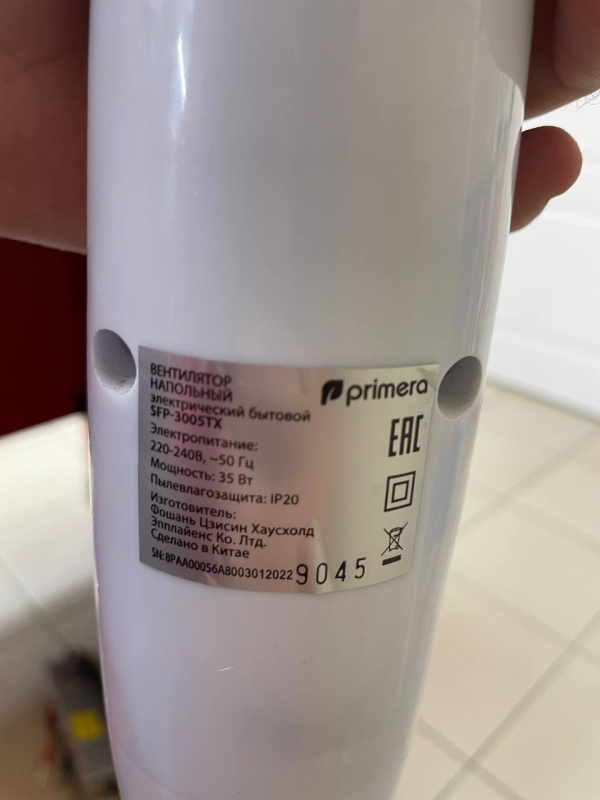 ВЕНТИЛЯТОР
НАПОЛЬНЫЙ
электрический бытовой
SFP-3005TX
Электропитание:
220-240В, ~50 Гц
Мощность: 35 Вт
Пылевлагозащита: IP20
Изготовитель:
Фошань Цзисин Хаусхолд
Эпплайенс Ко. Лтд.
Сделано в Китае
SN:8PAA00056A8003012022 9045
primera
EAC